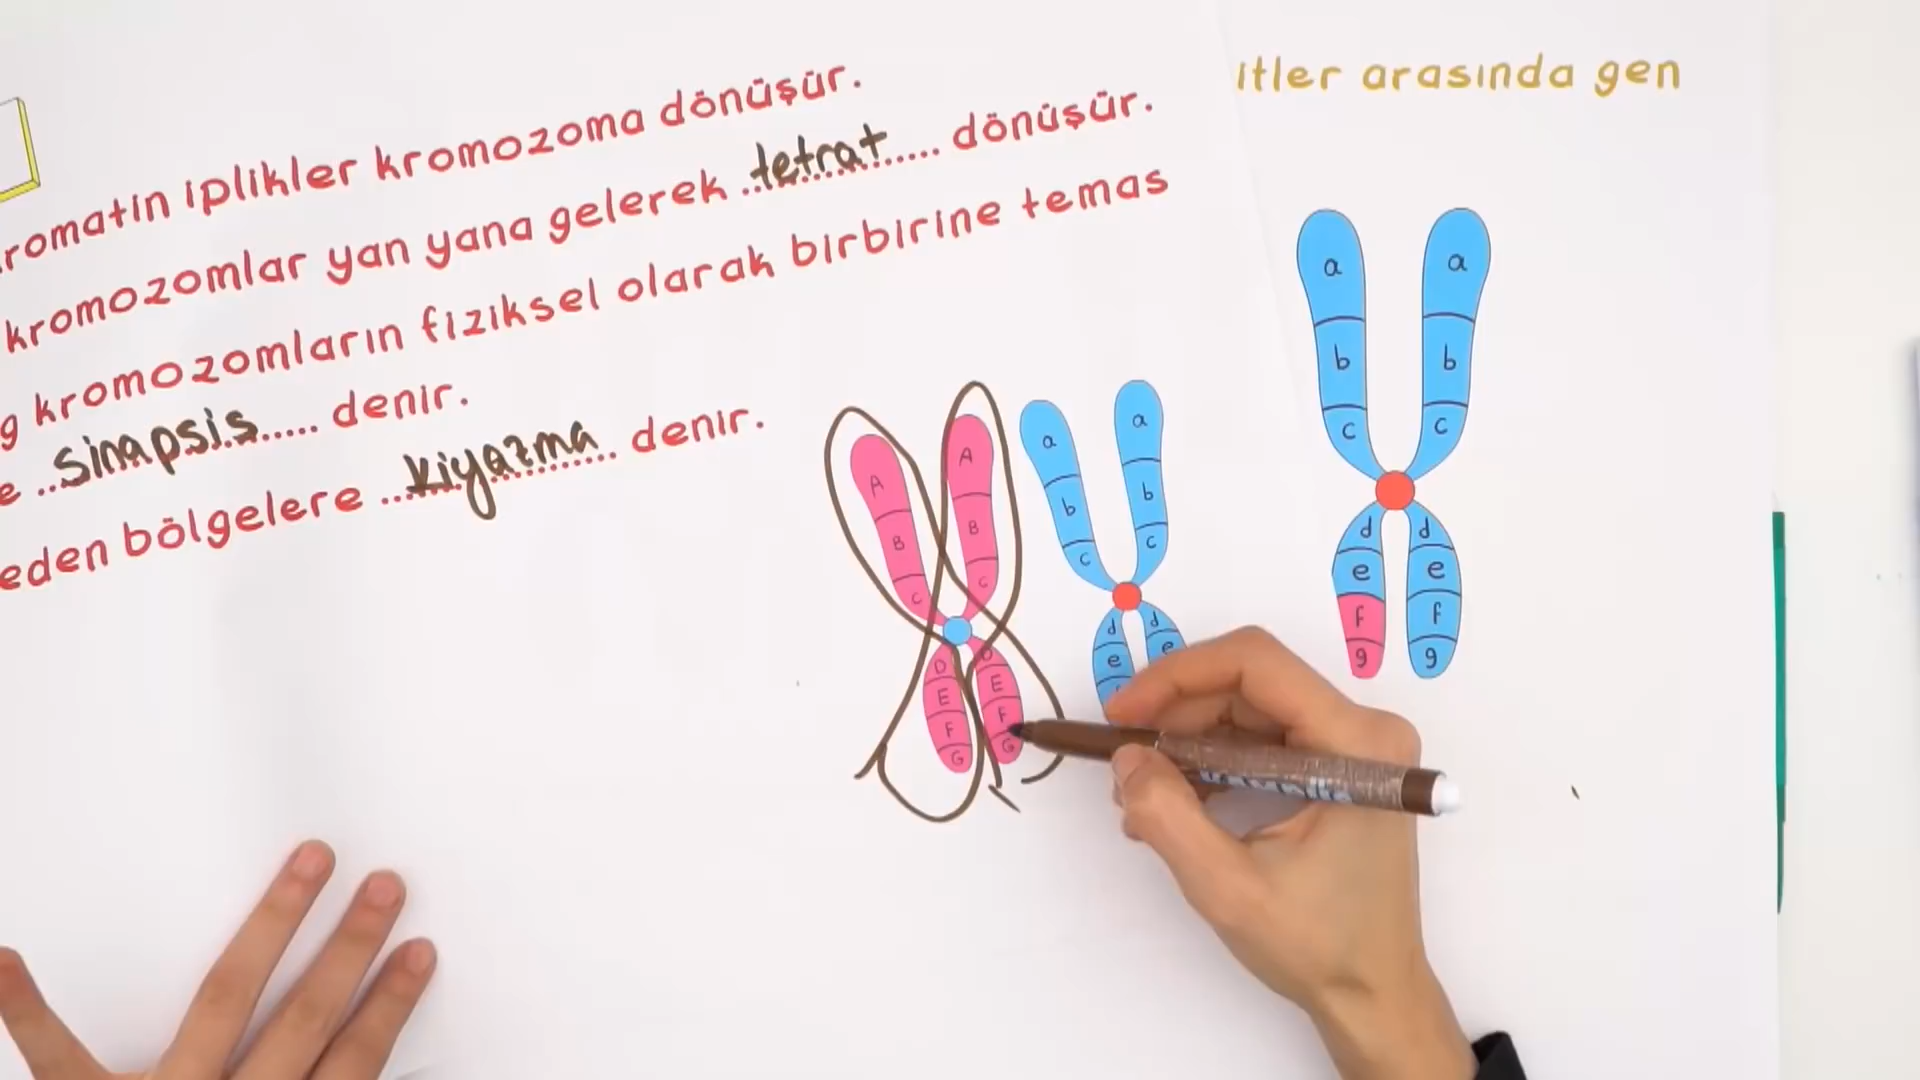 romatin iplikler kromozoma dönüşür.
kromozomlar yan yana gelerek tetrat dönüşür.
g kromozomların fiziksel olarak birbirine temas
e sinapsis denir.
eden bölgelere kiyazma denir.
itler arasında gen
A A
B B
C C
D D
E E
F F
G G
a a
b b
c c
d d
e e
a a
b b
c c
d d
e e
f f
g g